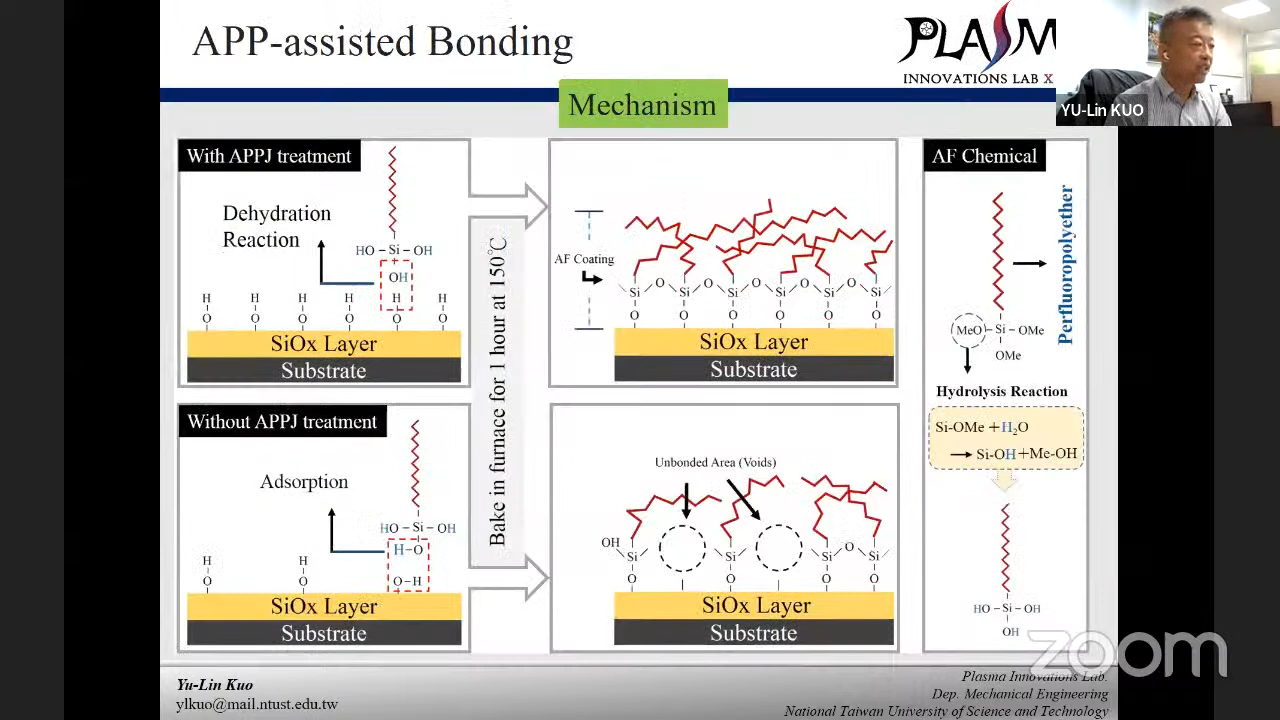 APP-assisted Bonding
PLASM
INNOVATIONS LAB X
YU-Lin KUO
Mechanism
With APPJ treatment
Dehydration
Reaction
HO-Si-OH
OH
H H H H H H
O O O O O O
SiOx Layer
Substrate
Without APPJ treatment
Adsorption
HO-Si-OH
H-O
H H
O O O-H
SiOx Layer
Substrate
Bake in furnace for 1 hour at 150℃
AF Coating
O O O O O
Si Si Si Si Si Si
O O O O O O
SiOx Layer
Substrate
Unbonded Area (Voids)
OH O
Si Si Si Si
O O O O
SiOx Layer
Substrate
AF Chemical
Perfluoropolyether
MeO-Si-OMe
OMe
Hydrolysis Reaction
Si-OMe+H₂O
Si-OH+Me-OH
HO-Si-OH
OH
zoom
Yu-Lin Kuo
ylkuo@mail.ntust.edu.tw
Plasma Innovations Lab.
Dep. Mechanical Engineering
National Taiwan University of Science and Technology